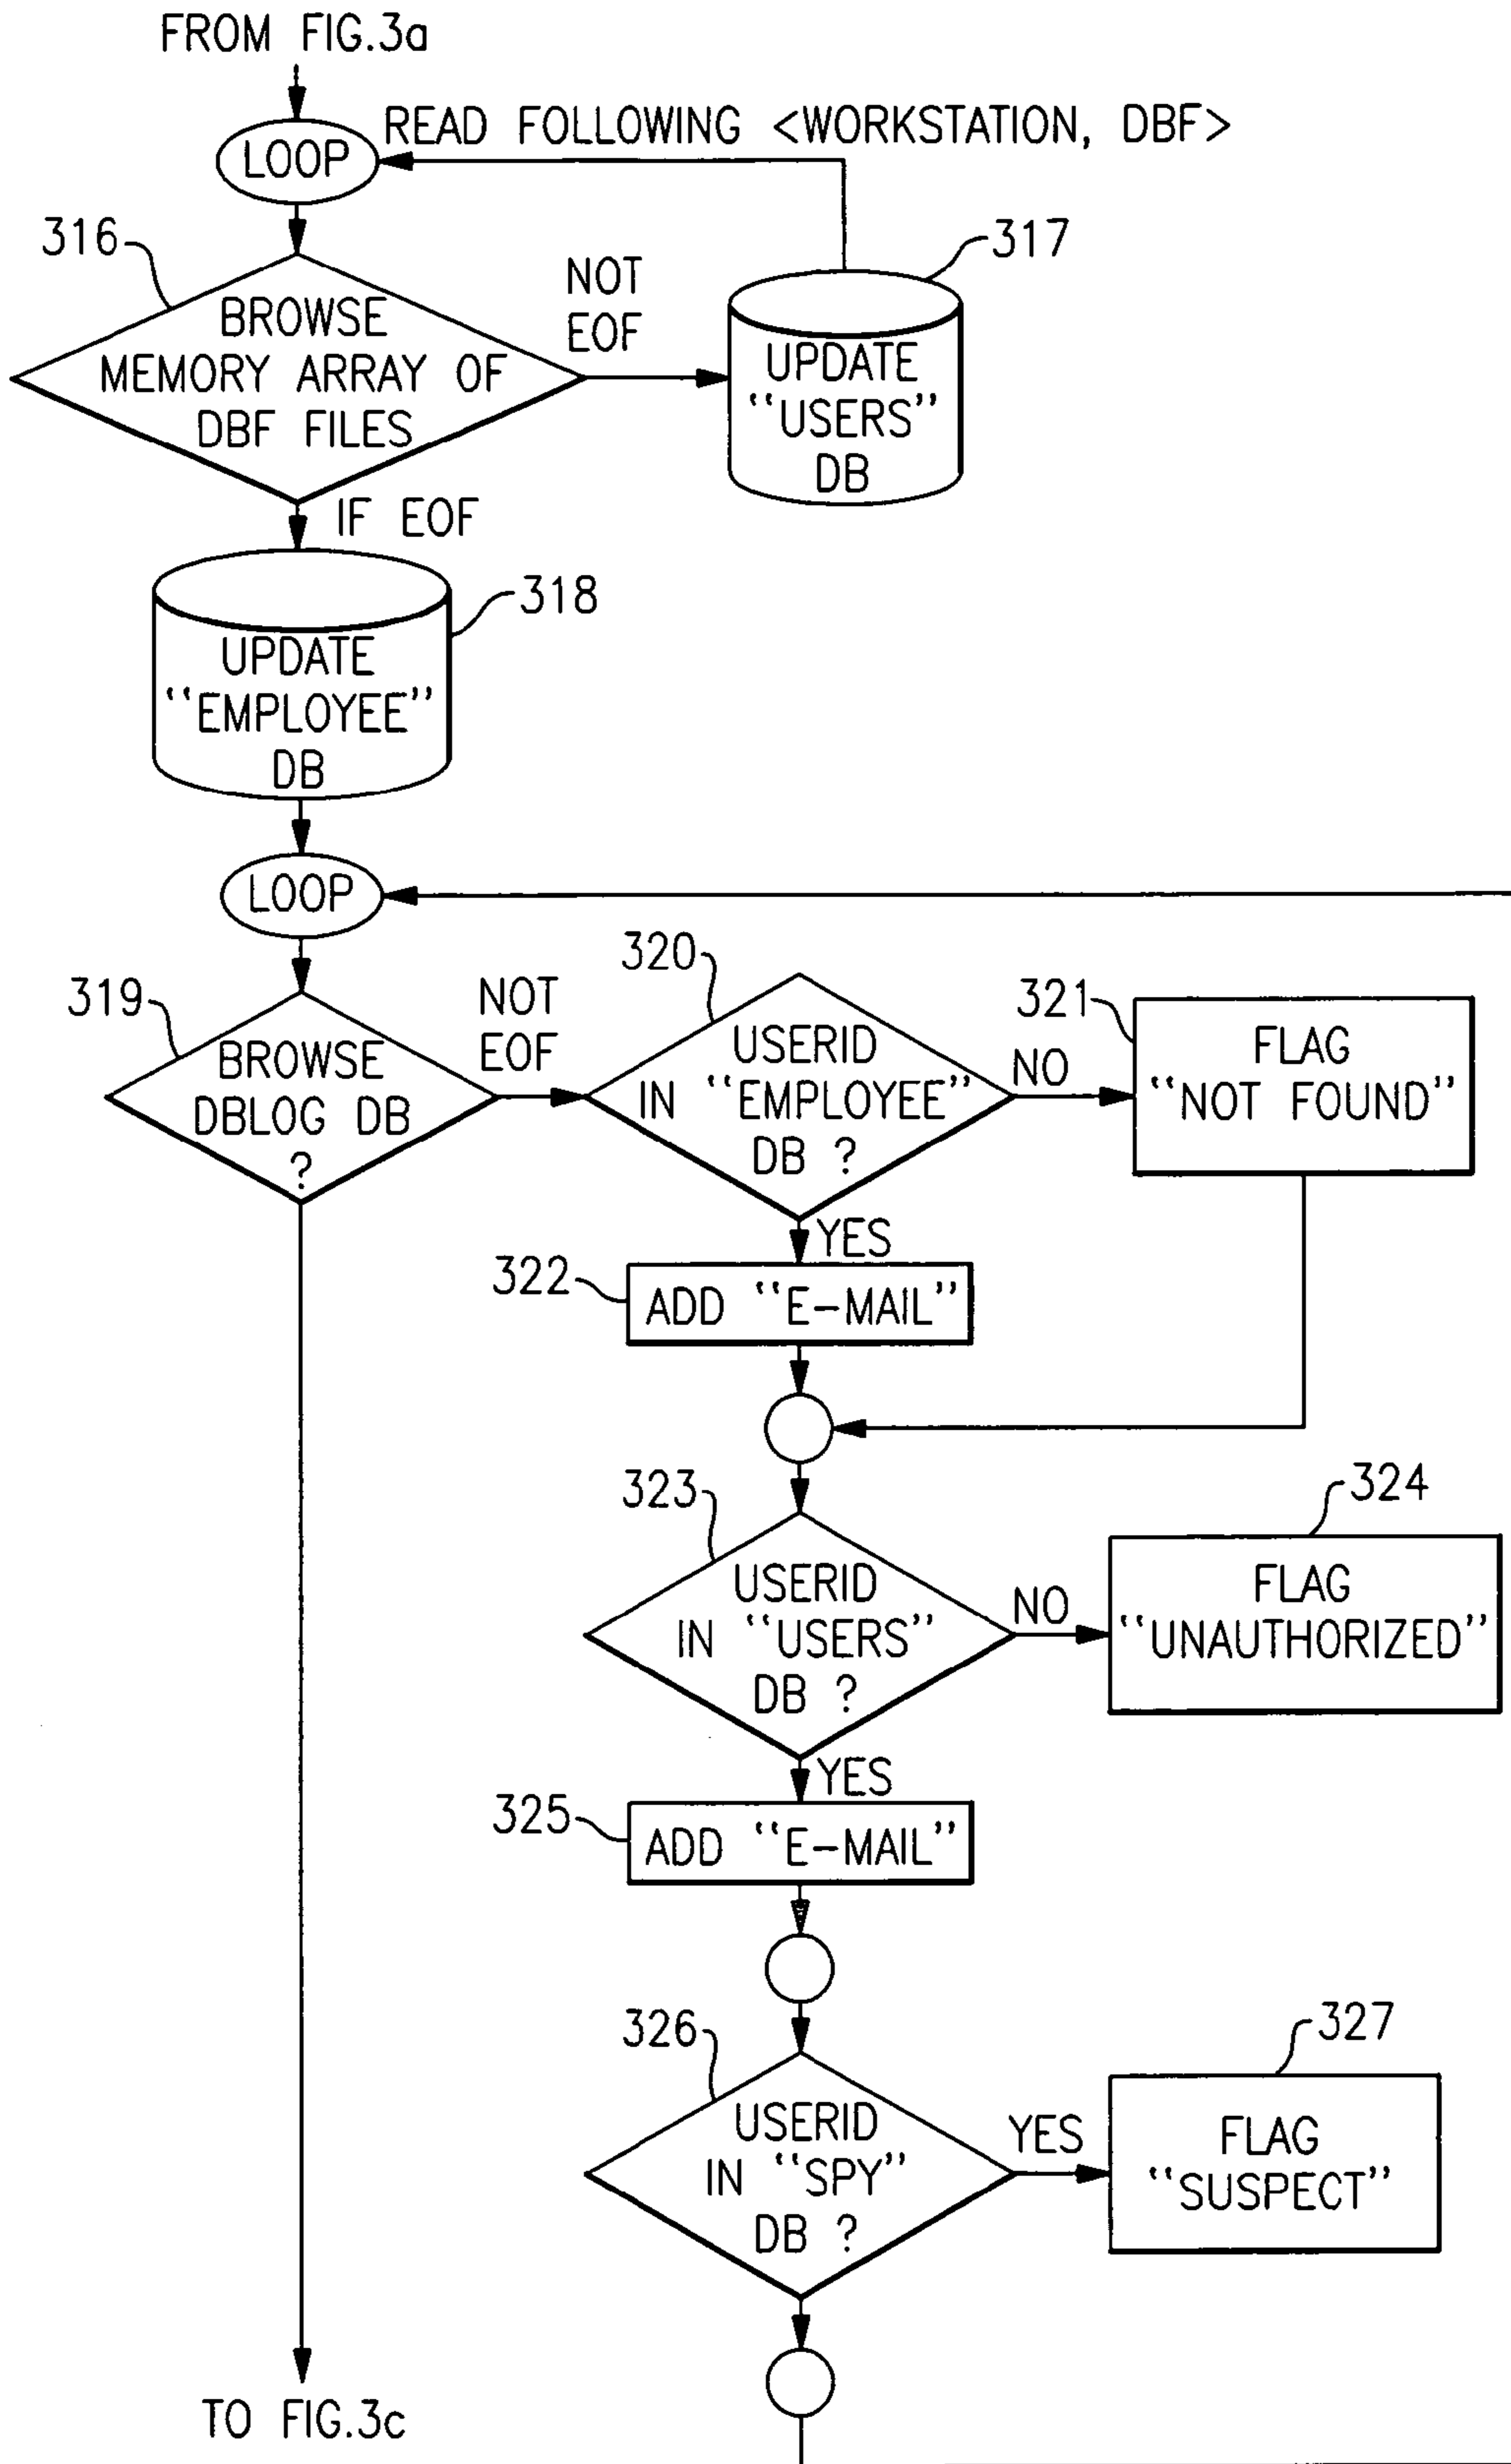 FROM FIG.3a
LOOP
READ FOLLOWING <WORKSTATION, DBF>
316
BROWSE
MEMORY ARRAY OF
DBF FILES
NOT
EOF
317
UPDATE
“USERS”
DB
IF EOF
318
UPDATE
“EMPLOYEE”
DB
LOOP
319
BROWSE
DBLOG DB
?
NOT
EOF
320
USERID
IN “EMPLOYEE”
DB ?
NO
321
FLAG
“NOT FOUND”
YES
322
ADD “E-MAIL”
323
USERID
IN “USERS”
DB ?
NO
324
FLAG
“UNAUTHORIZED”
YES
325
ADD “E-MAIL”
326
USERID
IN “SPY”
DB ?
YES
327
FLAG
“SUSPECT”
TO FIG.3c